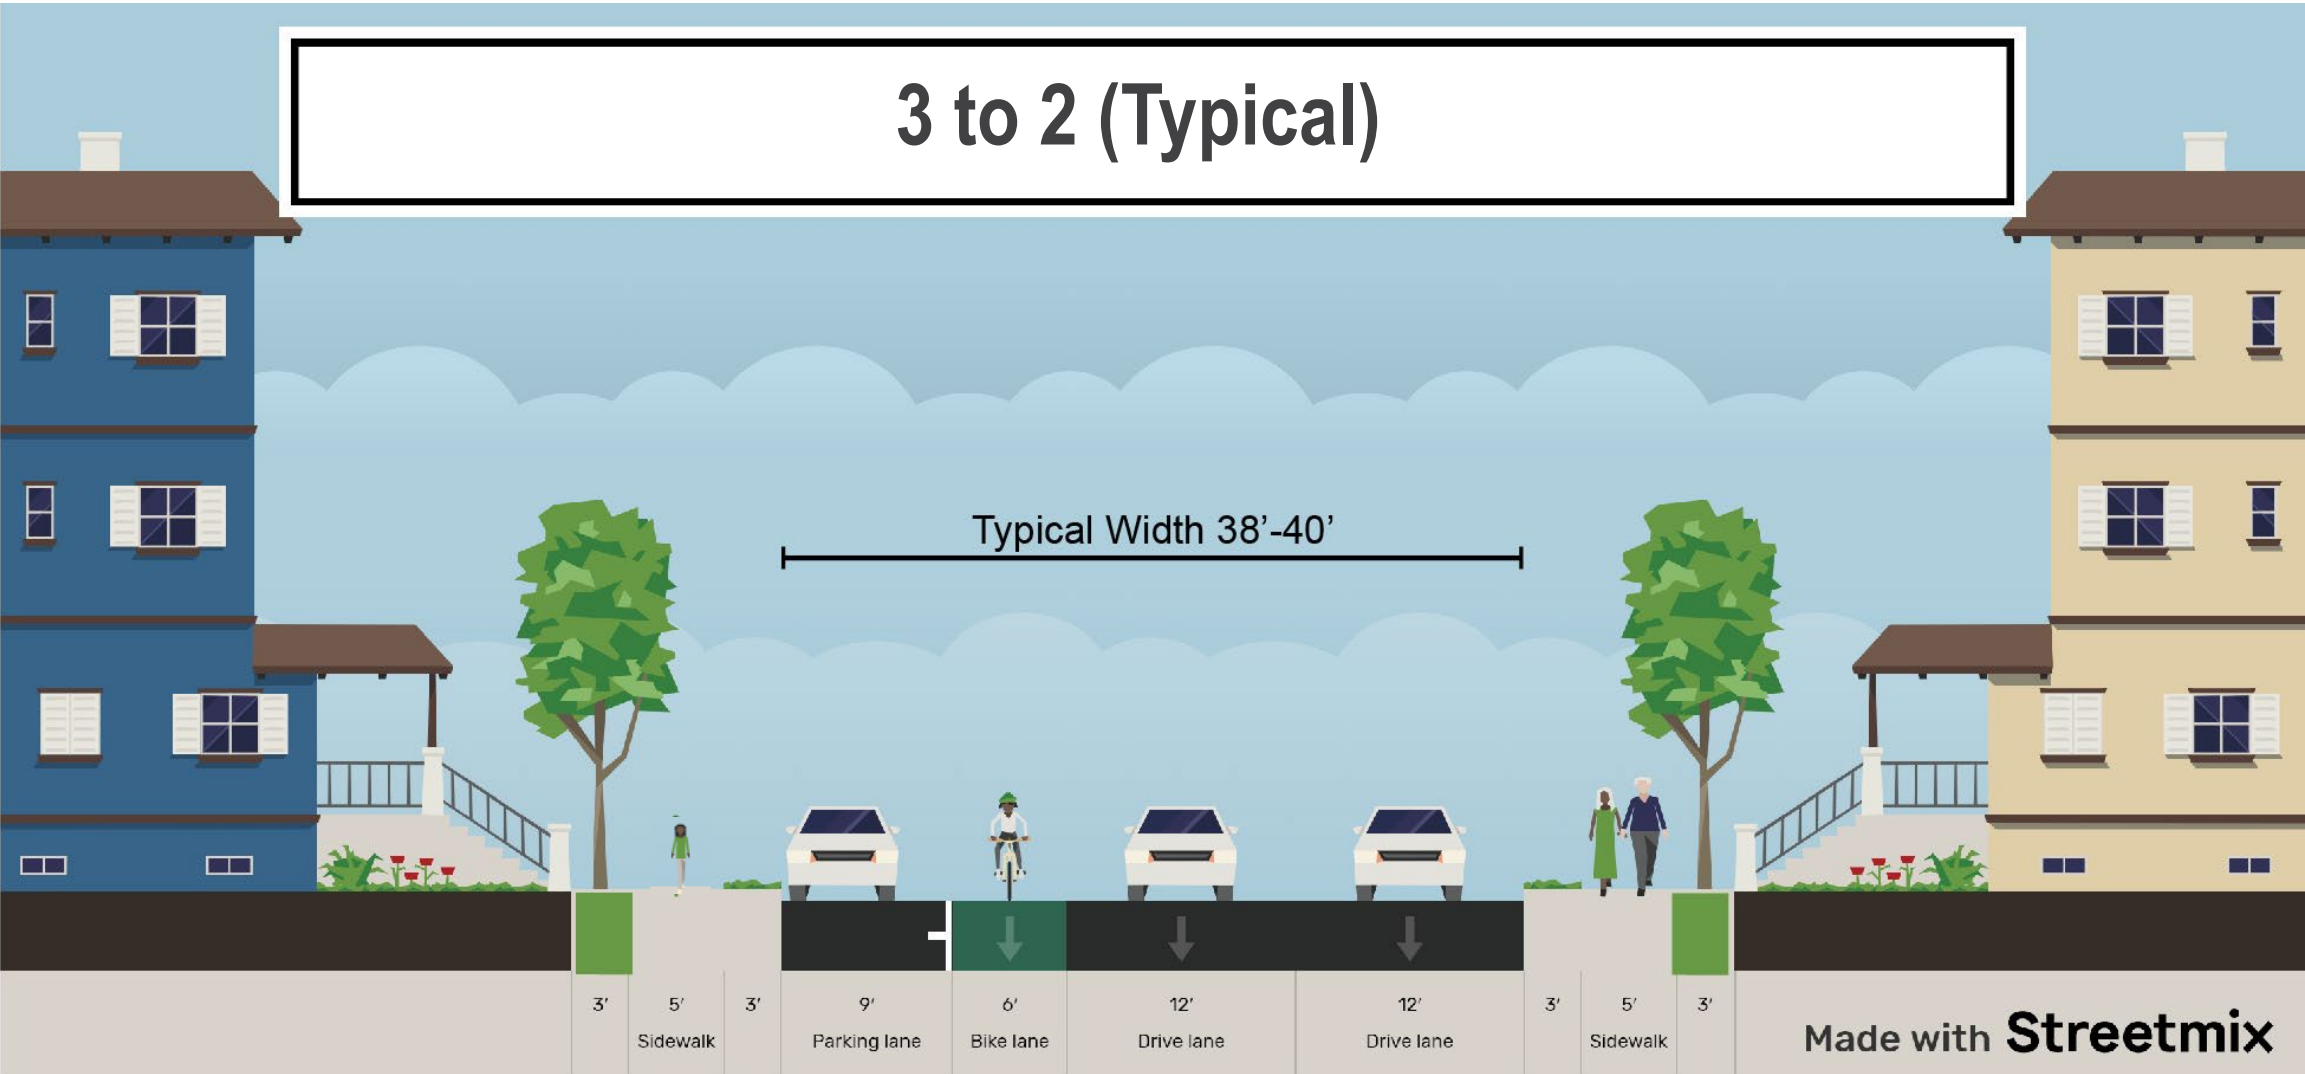 3 to 2 (Typical)
Typical Width 38’-40’
3′ 5′ 3′ 9′ 6′ 12′ 12′ 3′ 5′ 3′
Sidewalk Parking lane Bike lane Drive lane Drive lane Sidewalk
Made with Streetmix